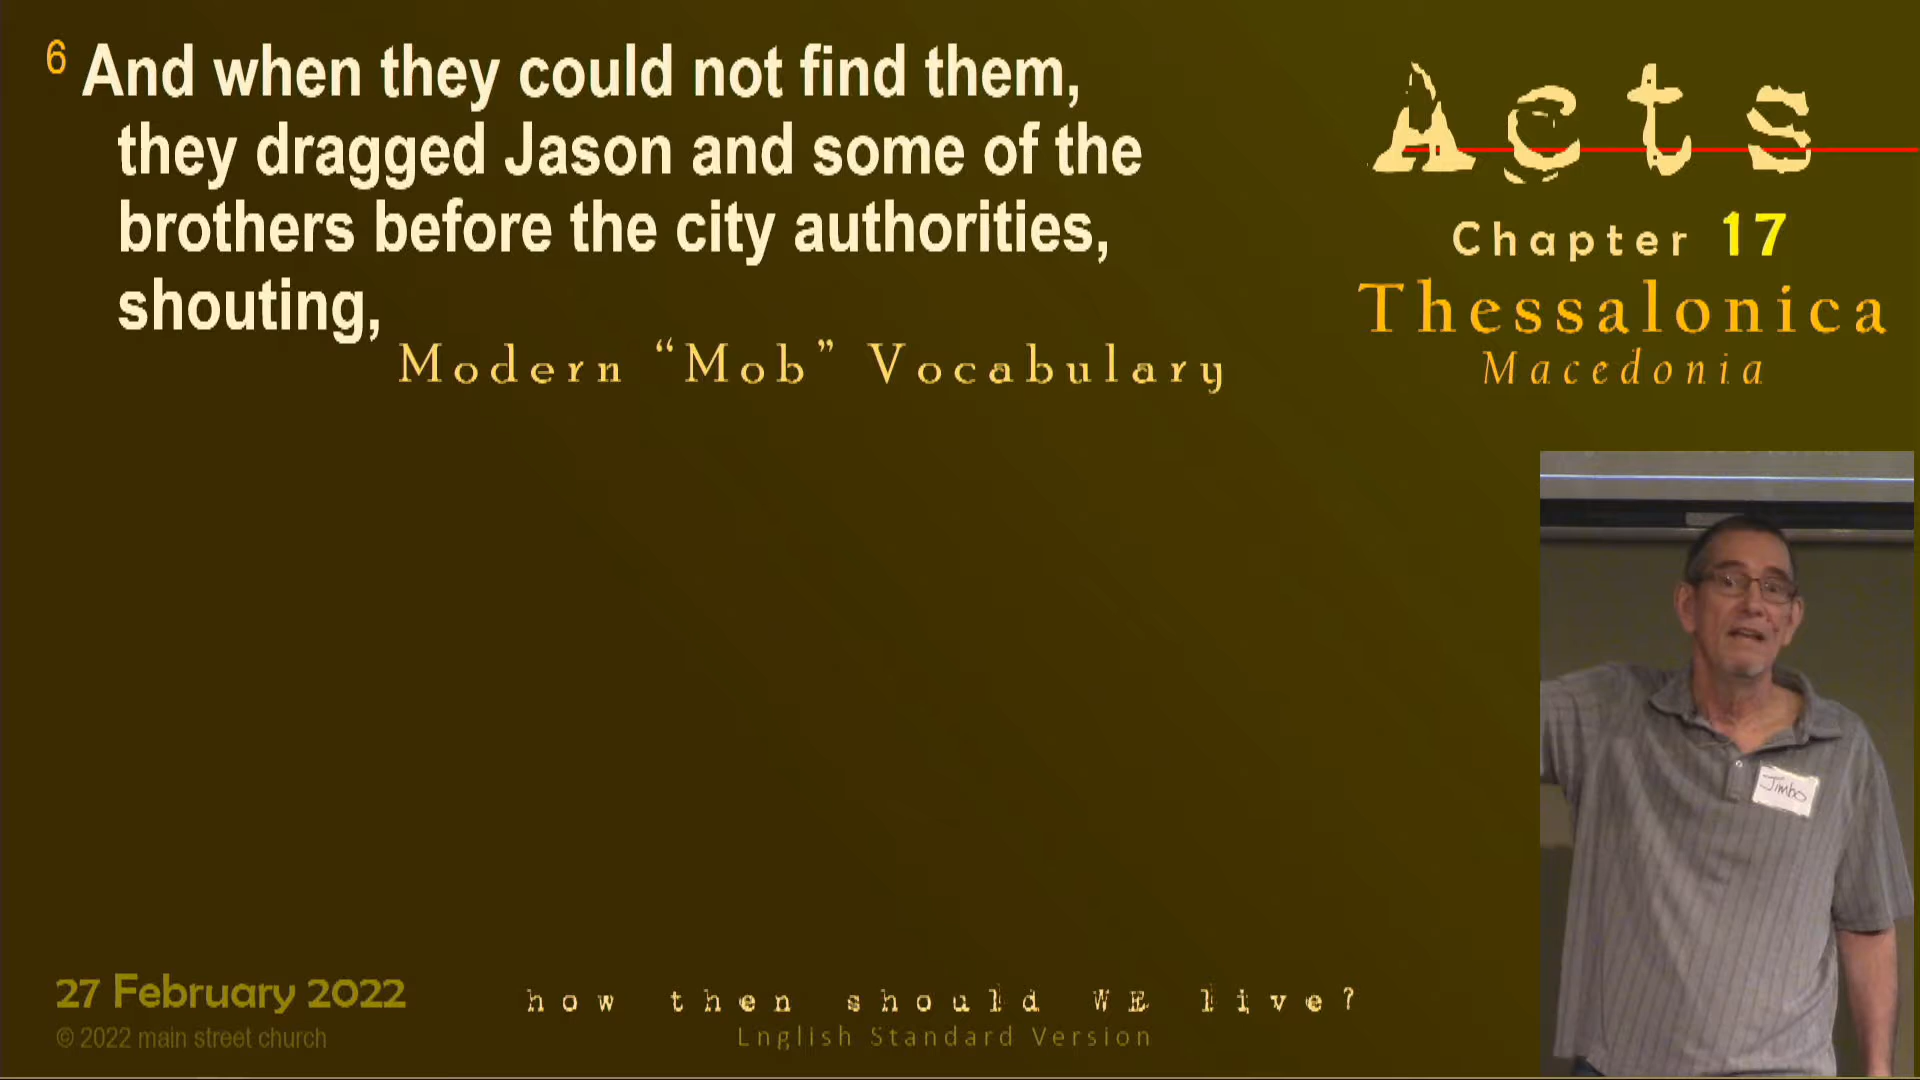 6 And when they could not find them,
they dragged Jason and some of the
brothers before the city authorities,
shouting,
Modern “Mob” Vocabulary
Acts
Chapter 17
Thessalonica
Macedonia
Jimbo
27 February 2022
© 2022 main street church
how then should WE live?
English Standard Version